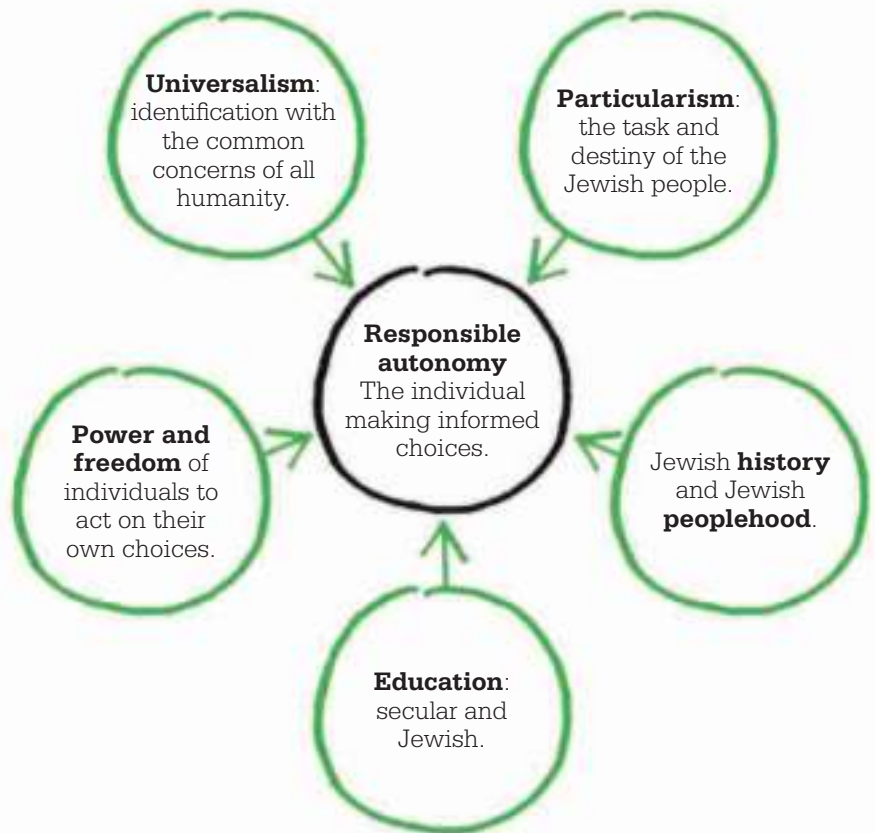 Universalism:
identification with
the common
concerns of all
humanity.
Particularism:
the task and
destiny of the
Jewish people.
Responsible
autonomy
The individual
making informed
choices.
Power and
freedom of
individuals to
act on their
own choices.
Jewish history
and Jewish
peoplehood.
Education:
secular and
Jewish.